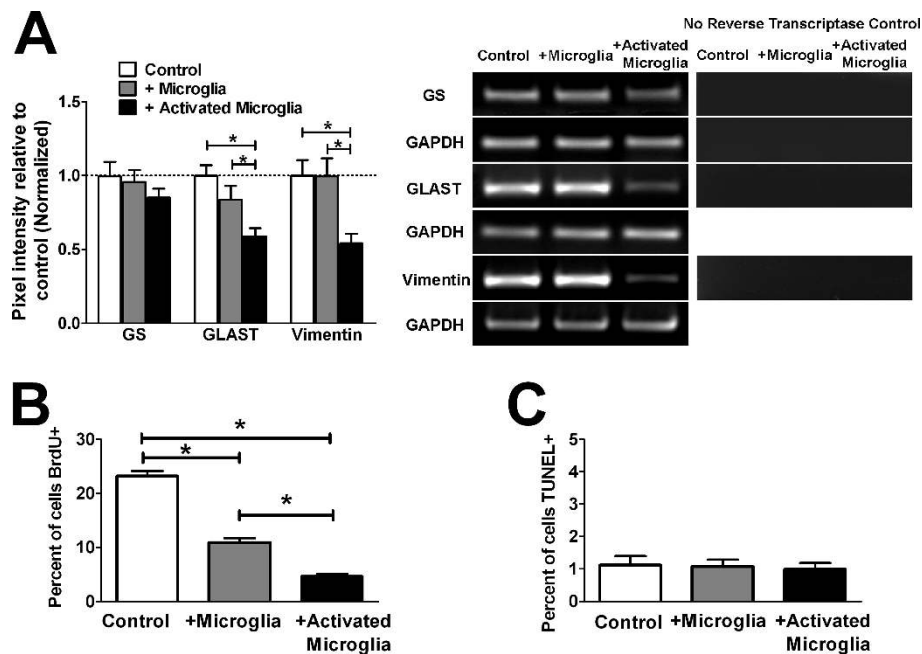 A
Control
+ Microglia
+ Activated Microglia
Pixel intensity relative to
control (Normalized)
1.5
1.0
0.5
0.0
* * * *
GS GLAST Vimentin
No Reverse Transcriptase Control
Control +Microglia +Activated
Microglia
Control +Microglia +Activated
Microglia
GS
GAPDH
GLAST
GAPDH
Vimentin
GAPDH
B
Percent of cells BrdU+
30
20
10
0
*
* *
Control +Microglia +Activated
Microglia
C
Percent of cells TUNEL+
5
4
3
2
1
0
Control +Microglia +Activated
Microglia